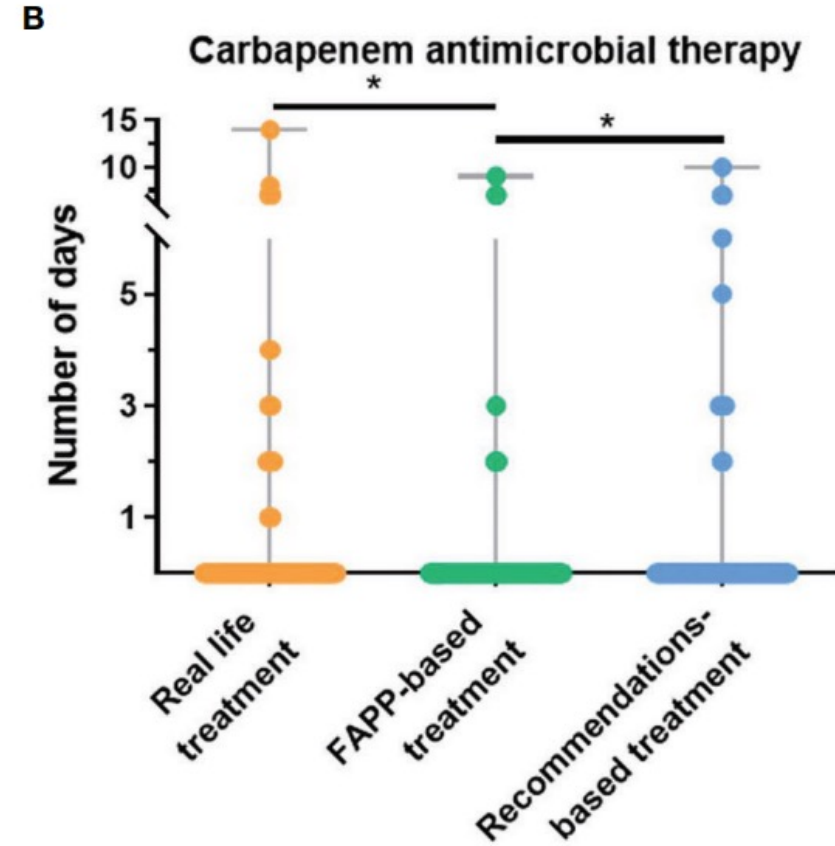 B
Carbapenem antimicrobial therapy
*
*
15
10
5
3
1
Number of days
Real life
treatment
FAPP-based
treatment
Recommendations-
based treatment